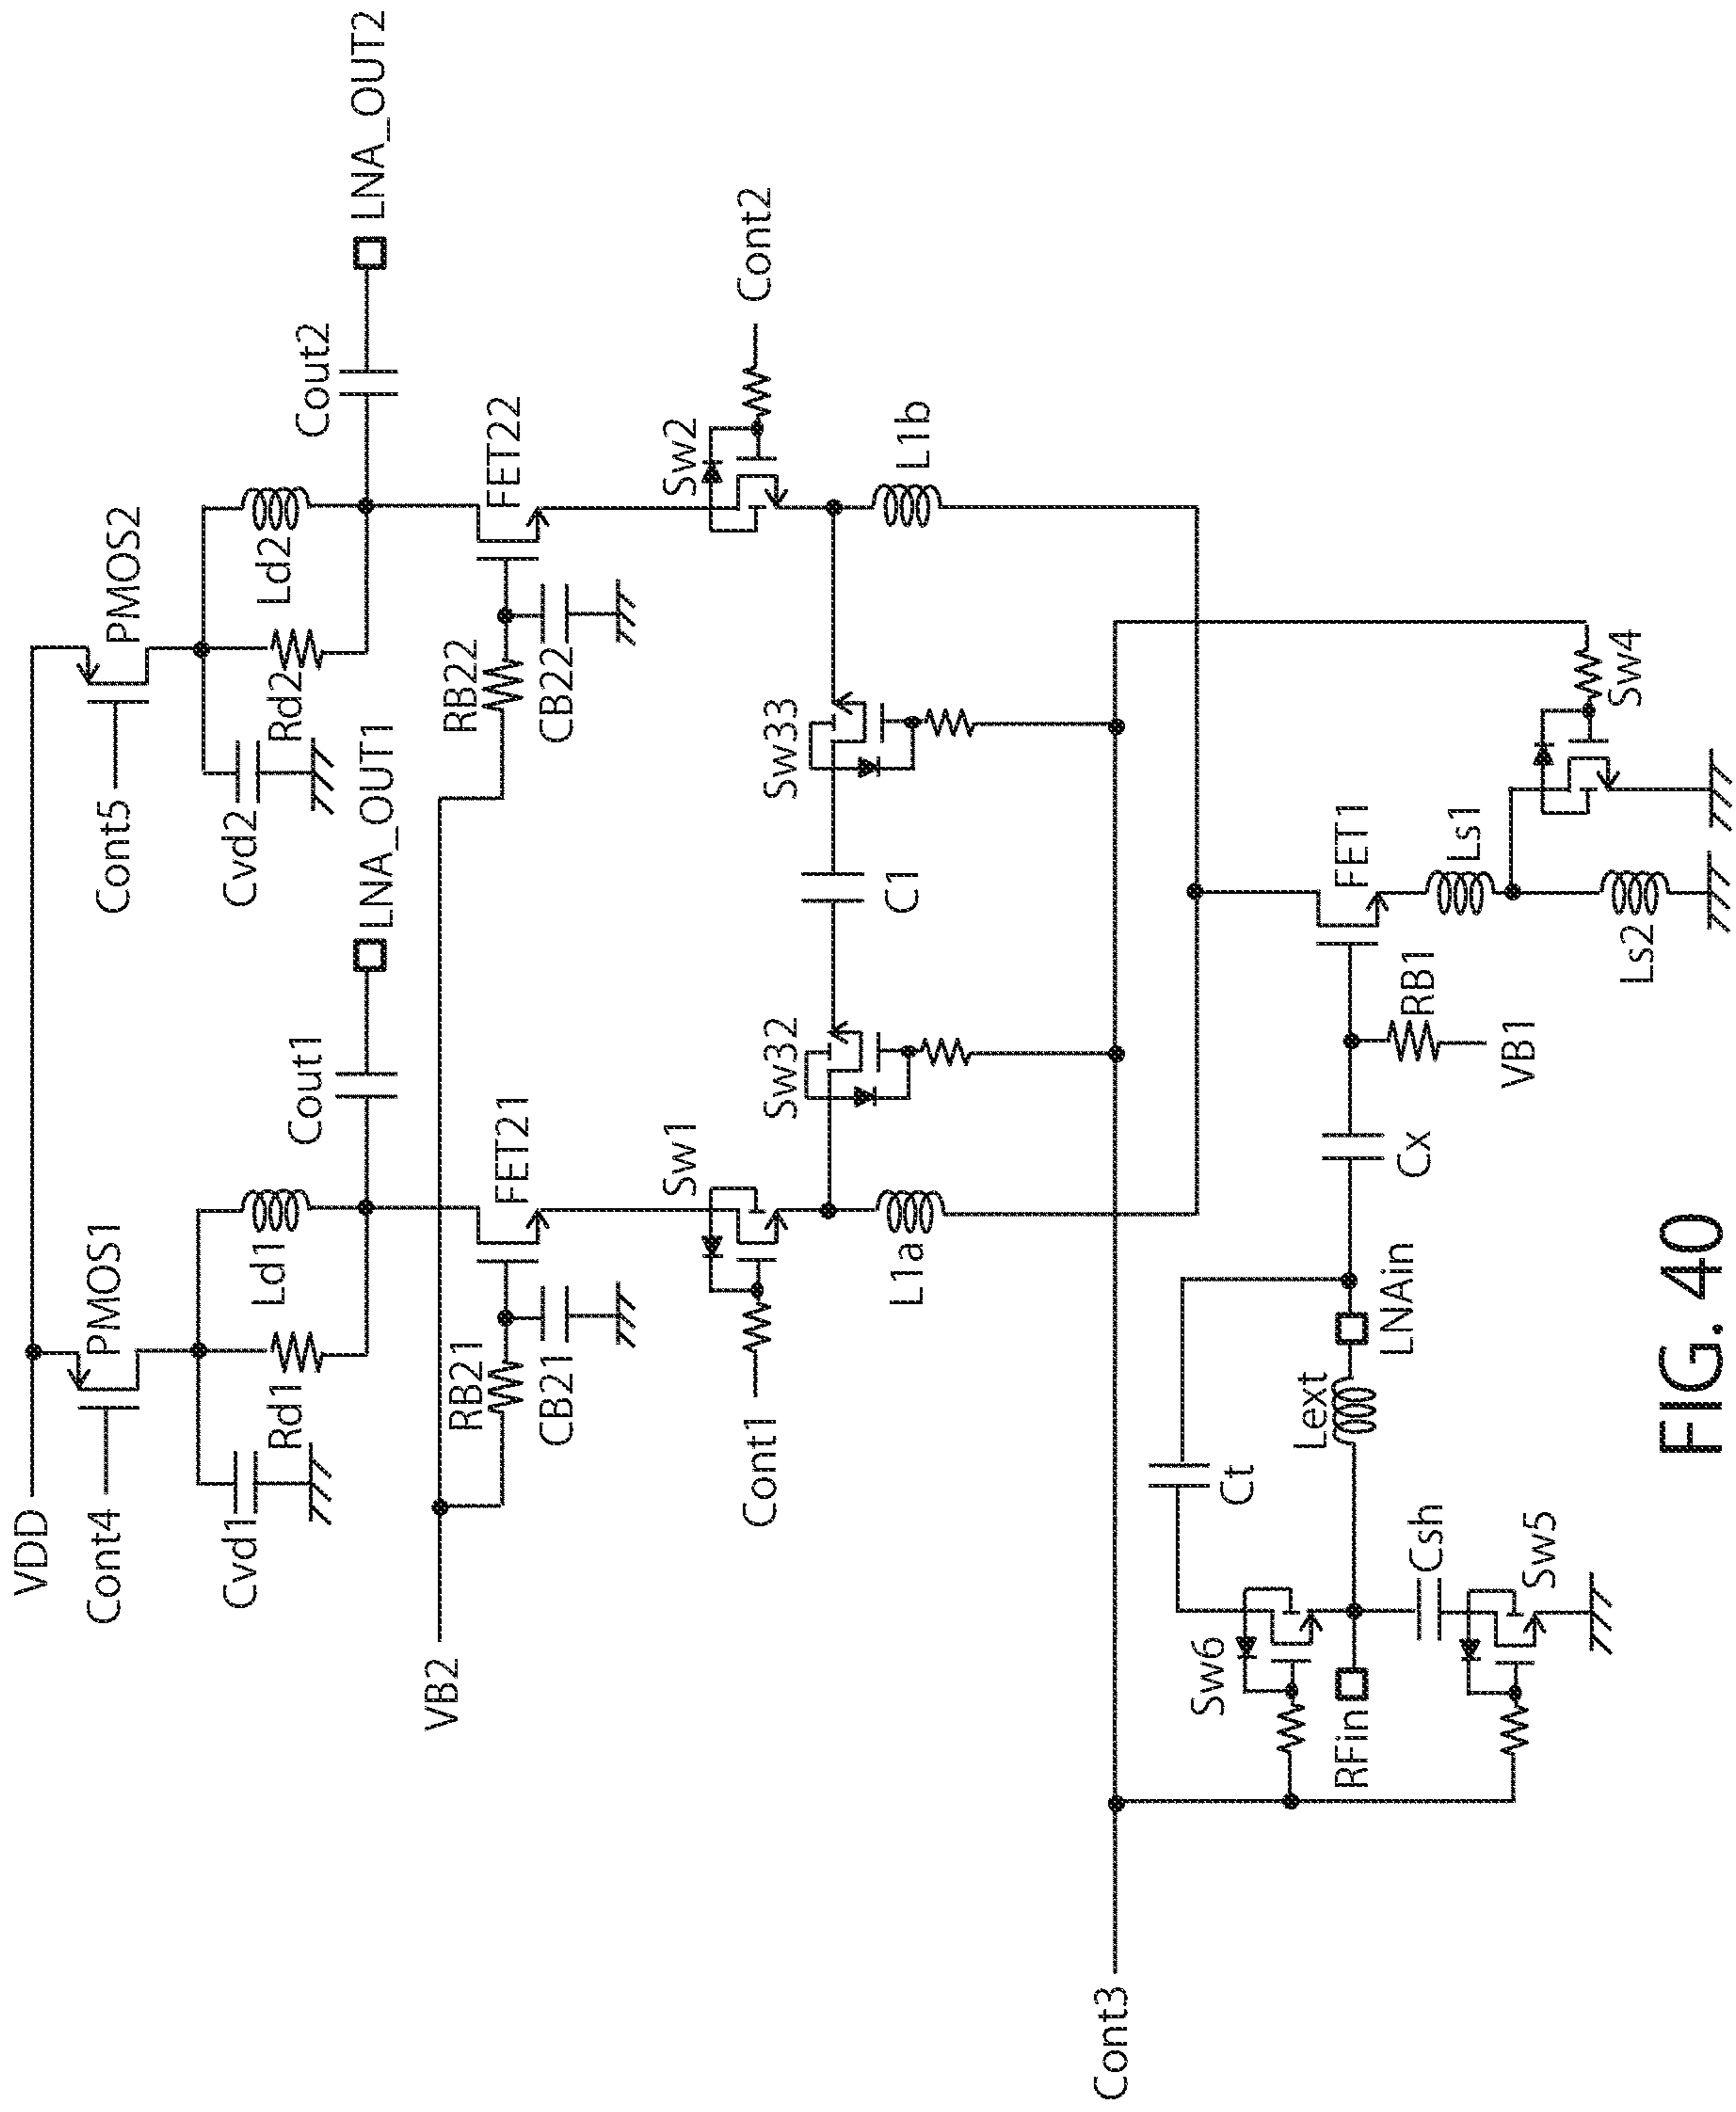 VDD
Cont4
PMOS1
Cont5
PMOS2
Cvd1
Rd1
Ld1
Cout1
LNA_OUT1
Cvd2
Rd2
Ld2
Cout2
LNA_OUT2
VB2
RB21
CB21
FET21
RB22
CB22
FET22
Cont1
Sw1
Sw2
Cont2
Sw32
C1
Sw33
L1a
L1b
Cont3
Sw6
Ct
RFin
Lext
LNAin
Cx
RB1
VB1
FET1
Ls1
Ls2
Sw4
Csh
Sw5
FIG. 40